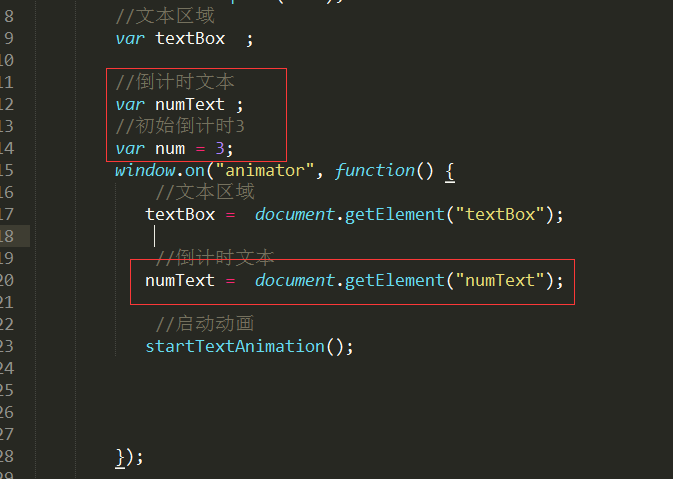 8 //文本区域
9 var textBox  ;
10
11 //倒计时文本
12 var numText ;
13 //初始倒计时3
14 var num = 3;
15 window.on("animator", function() {
16 //文本区域
17 textBox =  document.getElement("textBox");
18
19 //倒计时文本
20 numText =  document.getElement("numText");
21
22 //启动动画
23 startTextAnimation();
24
25
26
27
28 });
29